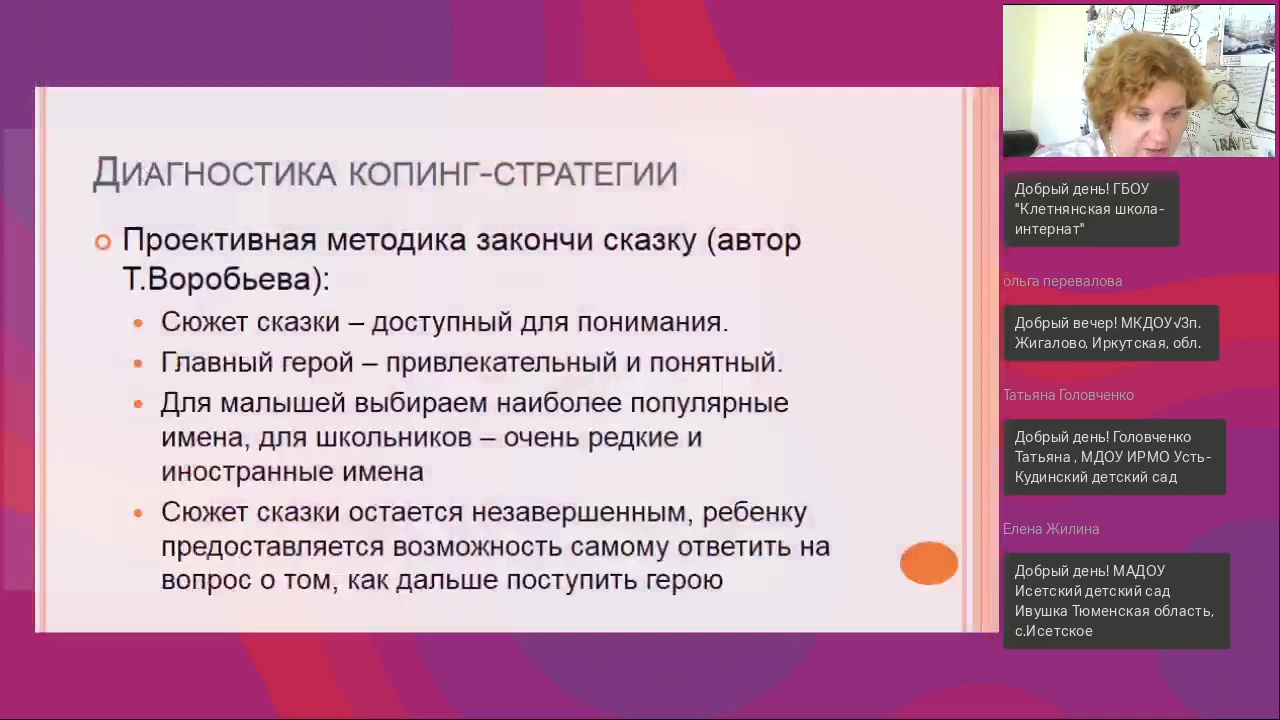 Диагностика копинг-стратегии
Проективная методика закончи сказку (автор
Т.Воробьева):
Сюжет сказки – доступный для понимания.
Главный герой – привлекательный и понятный.
Для малышей выбираем наиболее популярные
имена, для школьников – очень редкие и
иностранные имена
Сюжет сказки остается незавершенным, ребенку
предоставляется возможность самому ответить на
вопрос о том, как дальше поступить герою
TRAVEL
Добрый день! ГБОУ
"Клетнянская школа-
интернат"
ольга перевалова
Добрый вечер! МКДОУ√3п.
Жигалово, Иркутская, обл.
Татьяна Головченко
Добрый день! Головченко
Татьяна , МДОУ ИРМО Усть-
Кудинский детский сад
Елена Жилина
Добрый день! МАДОУ
Исетский детский сад
Ивушка Тюменская область,
с.Исетское